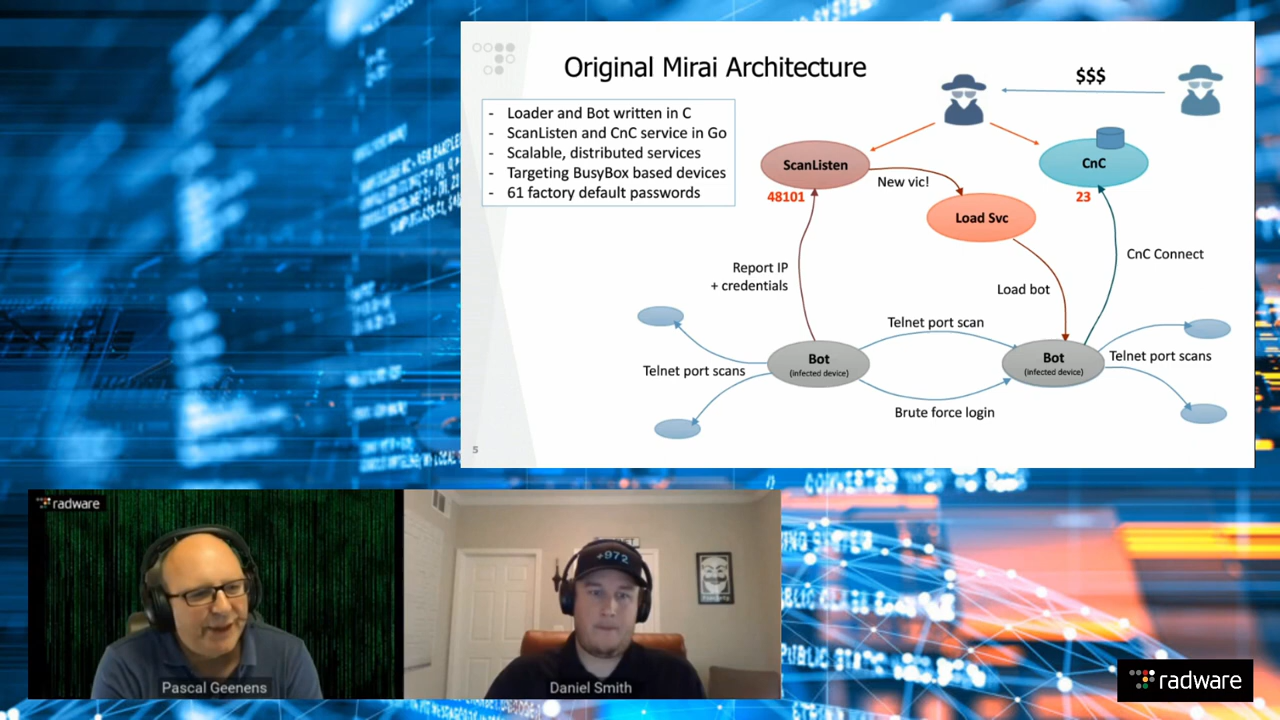 Original Mirai Architecture
- Loader and Bot written in C
- ScanListen and CnC service in Go
- Scalable, distributed services
- Targeting BusyBox based devices
- 61 factory default passwords
$$$
ScanListen
48101
New vic!
CnC
23
Load Svc
Report IP
+ credentials
CnC Connect
Load bot
Telnet port scan
Telnet port scans
Bot
(infected device)
Bot
(infected device)
Telnet port scans
Brute force login
5
radware
+972
Pascal Geenens
Daniel Smith
radware